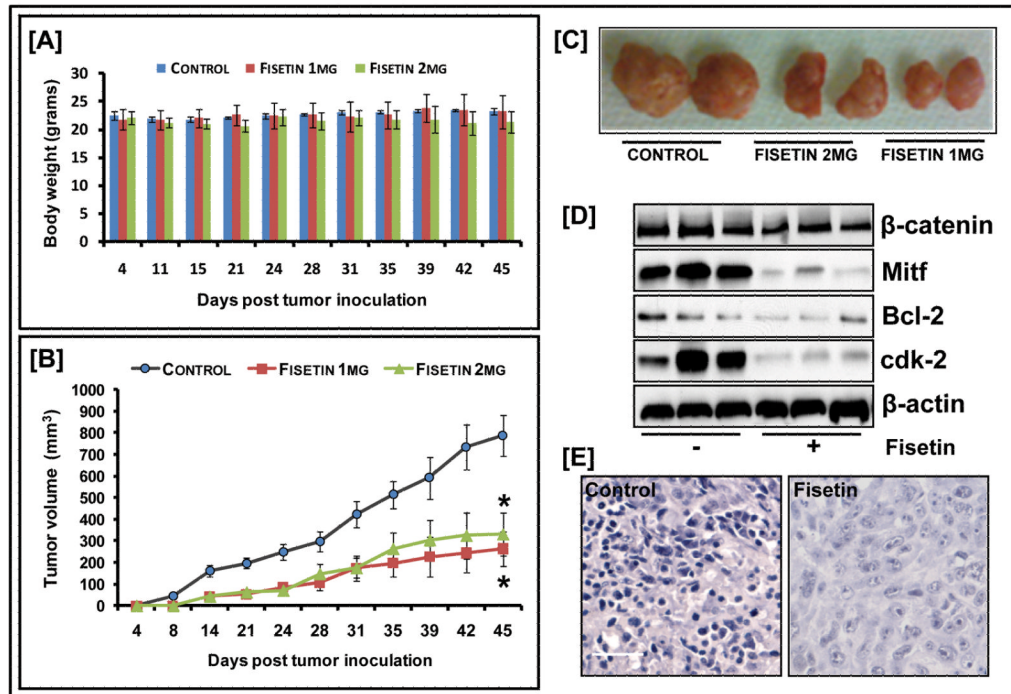 [A]
CONTROL FISETIN 1MG FISETIN 2MG
Body weight (grams)
30
25
20
15
10
5
0
4 11 15 21 24 28 31 35 39 42 45
Days post tumor inoculation
[B]
CONTROL FISETIN 1MG FISETIN 2MG
Tumor volume (mm³)
1000
900
800
700
600
500
400
300
200
100
0
*
*
4 8 14 21 24 28 31 35 39 42 45
Days post tumor inoculation
[C]
CONTROL FISETIN 2MG FISETIN 1MG
[D]
β-catenin
Mitf
Bcl-2
cdk-2
β-actin
- + Fisetin
[E]
Control Fisetin